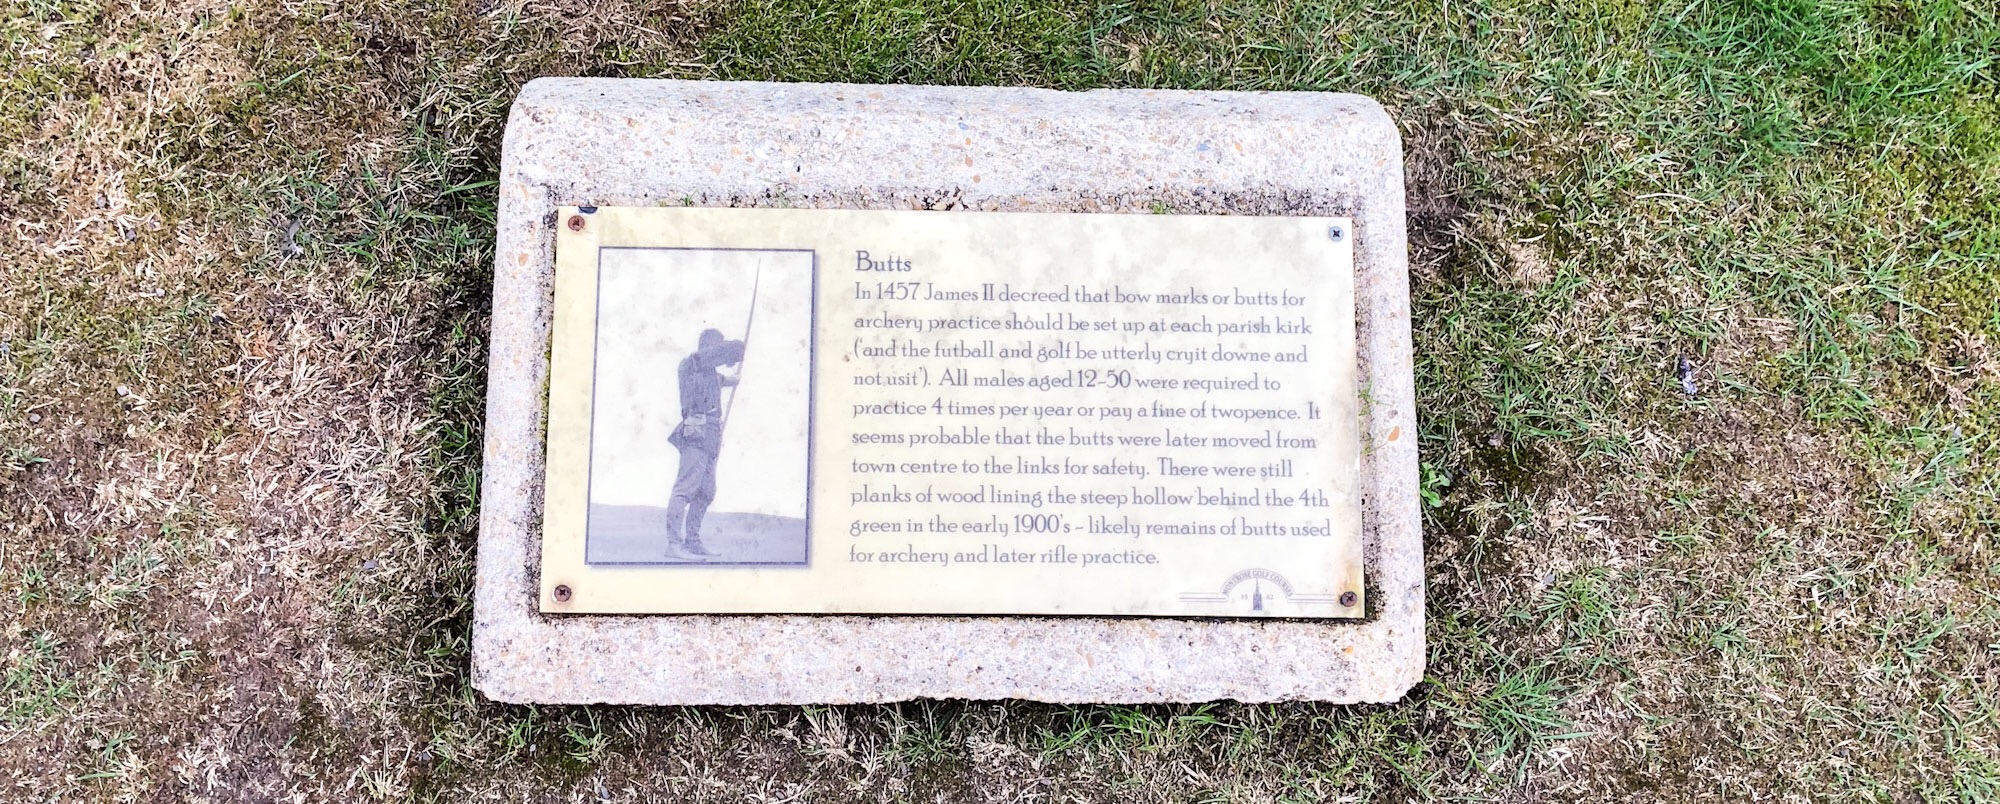 Butts
In 1457 James II decreed that bow marks or butts for
archery practice should be set up at each parish kirk
('and the futball and golf be utterly cryit downe and
not usit'). All males aged 12-50 were required to
practice 4 times per year or pay a fine of twopence. It
seems probable that the butts were later moved from
town centre to the links for safety. There were still
planks of wood lining the steep hollow behind the 4th
green in the early 1900's - likely remains of butts used
for archery and later rifle practice.
MONTROSE GOLF COURSES
15 62